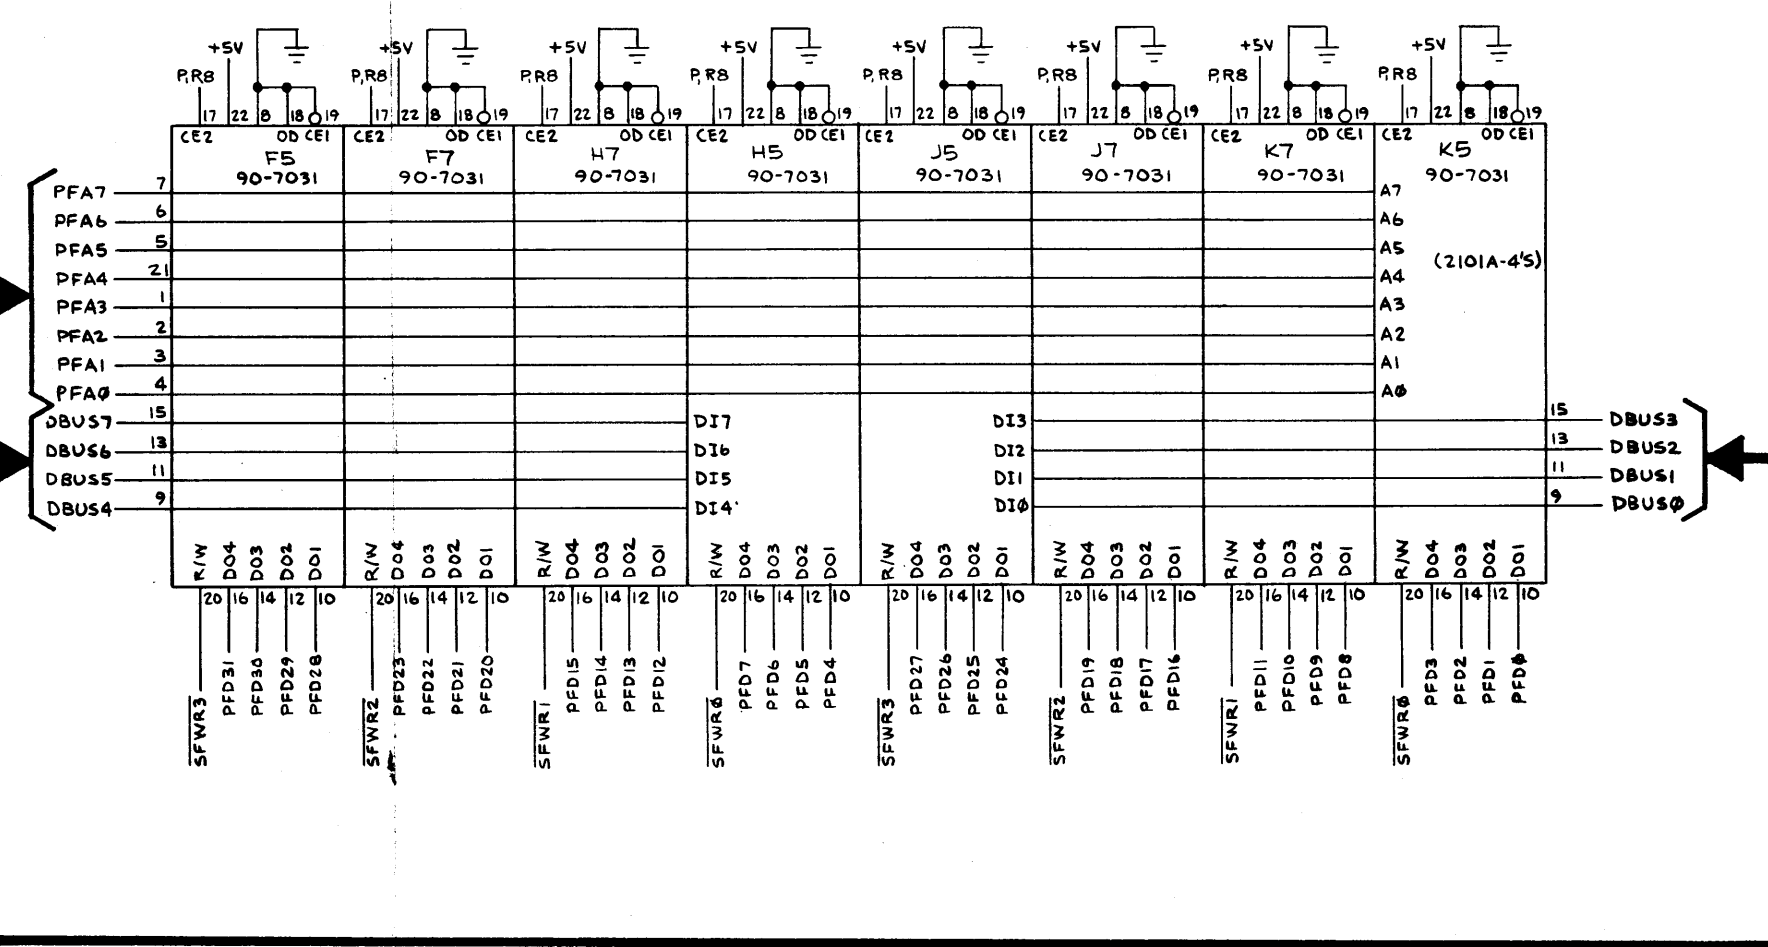 +5V +5V +5V +5V +5V +5V +5V +5V
P,R8 P,R8 P,R8 P,R8 P,R8 P,R8 P,R8 P,R8
17 22 8 18 19 17 22 8 18 19 17 22 8 18 19 17 22 8 18 19 17 22 8 18 19 17 22 8 18 19 17 22 8 18 19 17 22 8 18 19
CE2 OD CE1 CE2 OD CE1 CE2 OD CE1 CE2 OD CE1 CE2 OD CE1 CE2 OD CE1 CE2 OD CE1 CE2 OD CE1
F5 F7 H7 H5 J5 J7 K7 K5
90-7031 90-7031 90-7031 90-7031 90-7031 90-7031 90-7031 90-7031
PFA7 7 A7
PFA6 6 A6
PFA5 5 A5
(2101A-4'S)
PFA4 21 A4
PFA3 1 A3
PFA2 2 A2
PFA1 3 A1
PFAØ 4 AØ
DBUS7 15 DI7 DI3 15 DBUS3
DBUS6 13 DI6 DI2 13 DBUS2
DBUS5 11 DI5 DI1 11 DBUS1
DBUS4 9 DI4 DIØ 9 DBUSØ
R/W DO4 DO3 DO2 DO1 R/W DO4 DO3 DO2 DO1 R/W DO4 DO3 DO2 DO1 R/W DO4 DO3 DO2 DO1 R/W DO4 DO3 DO2 DO1 R/W DO4 DO3 DO2 DO1 R/W DO4 DO3 DO2 DO1 R/W DO4 DO3 DO2 DO1
20 16 14 12 10 20 16 14 12 10 20 16 14 12 10 20 16 14 12 10 20 16 14 12 10 20 16 14 12 10 20 16 14 12 10 20 16 14 12 10
SFWR3 PFD31 PFD30 PFD29 PFD28 SFWR2 PFD23 PFD22 PFD21 PFD20 SFWR1 PFD15 PFD14 PFD13 PFD12 SFWRØ PFD7 PFD6 PFD5 PFD4 SFWR3 PFD27 PFD26 PFD25 PFD24 SFWR2 PFD19 PFD18 PFD17 PFD16 SFWR1 PFD11 PFD10 PFD9 PFD8 SFWRØ PFD3 PFD2 PFD1 PFDØ